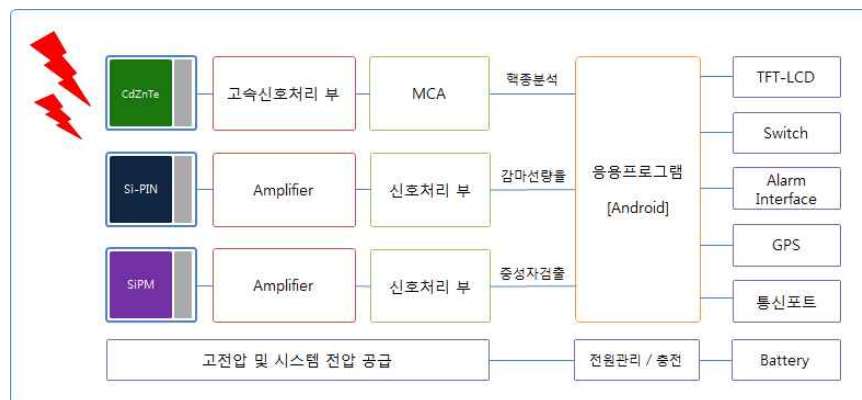 CdZnTe
고속신호처리 부
MCA
핵종분석
Si-PIN
Amplifier
신호처리 부
감마선량율
SiPM
Amplifier
신호처리 부
중성자검출
응용프로그램
[Android]
TFT-LCD
Switch
Alarm
Interface
GPS
통신포트
고전압 및 시스템 전압 공급
전원관리 / 충전
Battery